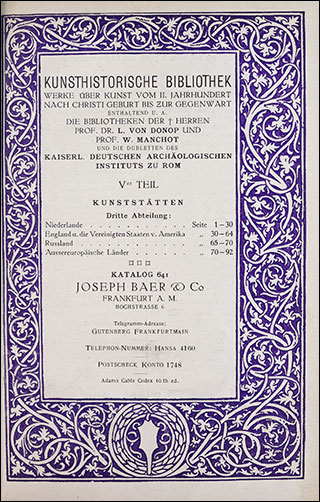 KUNSTHISTORISCHE BIBLIOTHEK
WERKE ÜBER KUNST VOM II. JAHRHUNDERT
NACH CHRISTI GEBURT BIS ZUR GEGENWART
ENTHALTEND U. A.
DIE BIBLIOTHEKEN DER † HERREN
PROF. DR. L. VON DONOP UND
PROF. W. MANCHOT
UND DIE DUBLETTEN DES
KAISERL. DEUTSCHEN ARCHÄOLOGISCHEN
INSTITUTS ZU ROM
Vter TEIL
KUNSTSTÄTTEN
Dritte Abteilung:
Niederlande . . . . . . . . . . . Seite 1—30
England u. die Vereinigten Staaten v. Amerika „ 30—64
Russland . . . . . . . . . . . . „ 65—70
Aussereuropäische Länder . . . . . . „ 70—92
KATALOG 641
JOSEPH BAER & Co
FRANKFURT A. M.
HOCHSTRASSE 6
Telegramm-Adresse:
GUTENBERG FRANKFURTMAIN
TELEPHON-NUMMER: HANSA 4160
POSTSCHECK KONTO 1748
Adams Cable Codex 10 th ed.